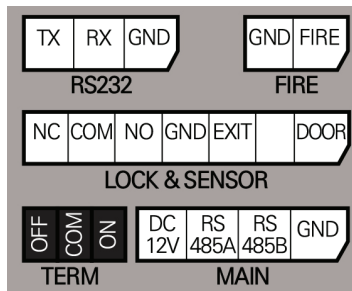 TX RX GND GND FIRE
RS232 FIRE
NC COM NO GND EXIT DOOR
LOCK & SENSOR
OFF COM ON DC 12V RS 485A RS 485B GND
TERM MAIN